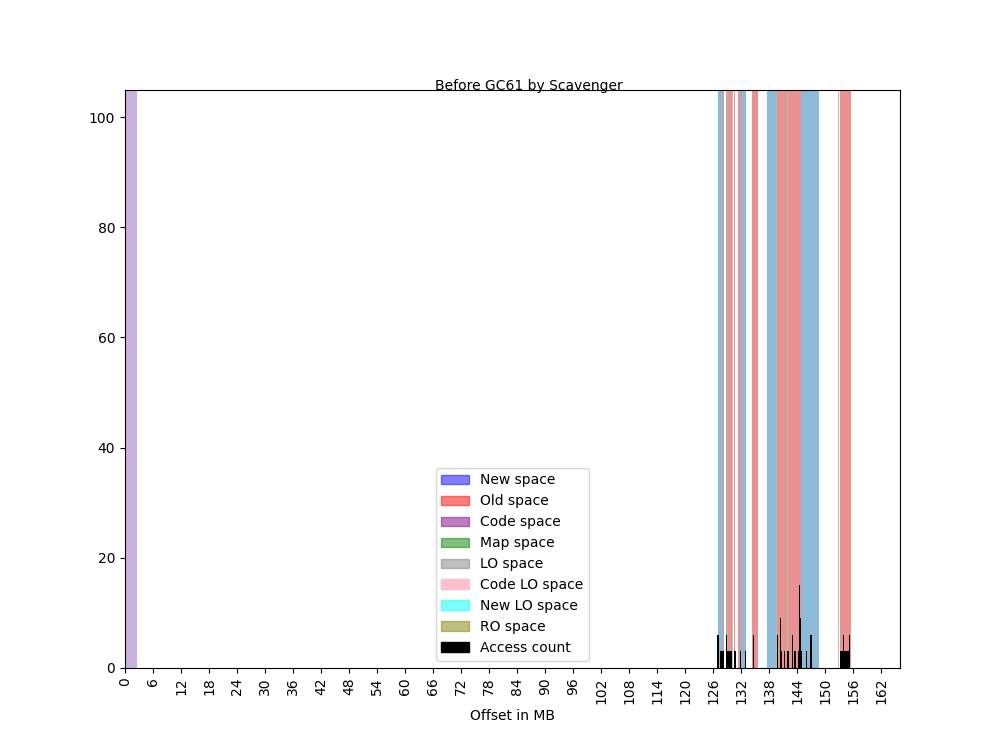 Before GC61 by Scavenger
100
80
60
40
20
0
New space
Old space
Code space
Map space
LO space
Code LO space
New LO space
RO space
Access count
0 6 12 18 24 30 36 42 48 54 60 66 72 78 84 90 96 102 108 114 120 126 132 138 144 150 156 162
Offset in MB